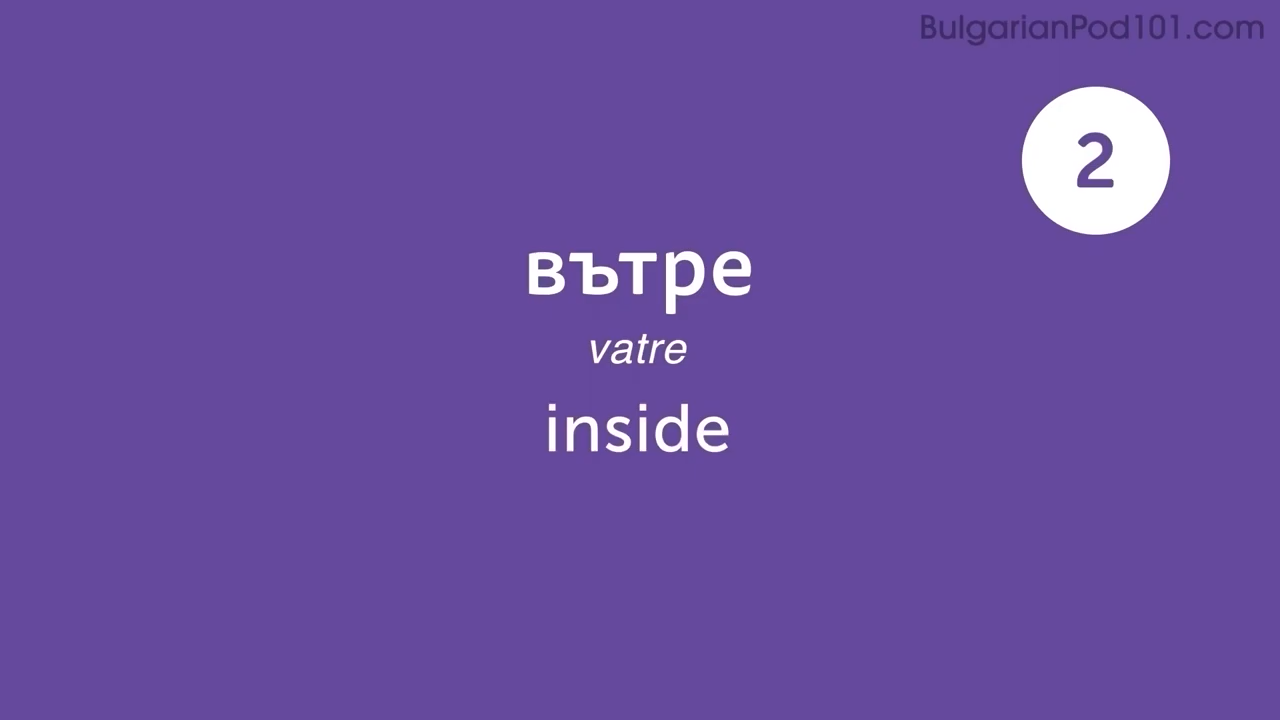 BulgarianPod101.com
2
вътре
vatre
inside